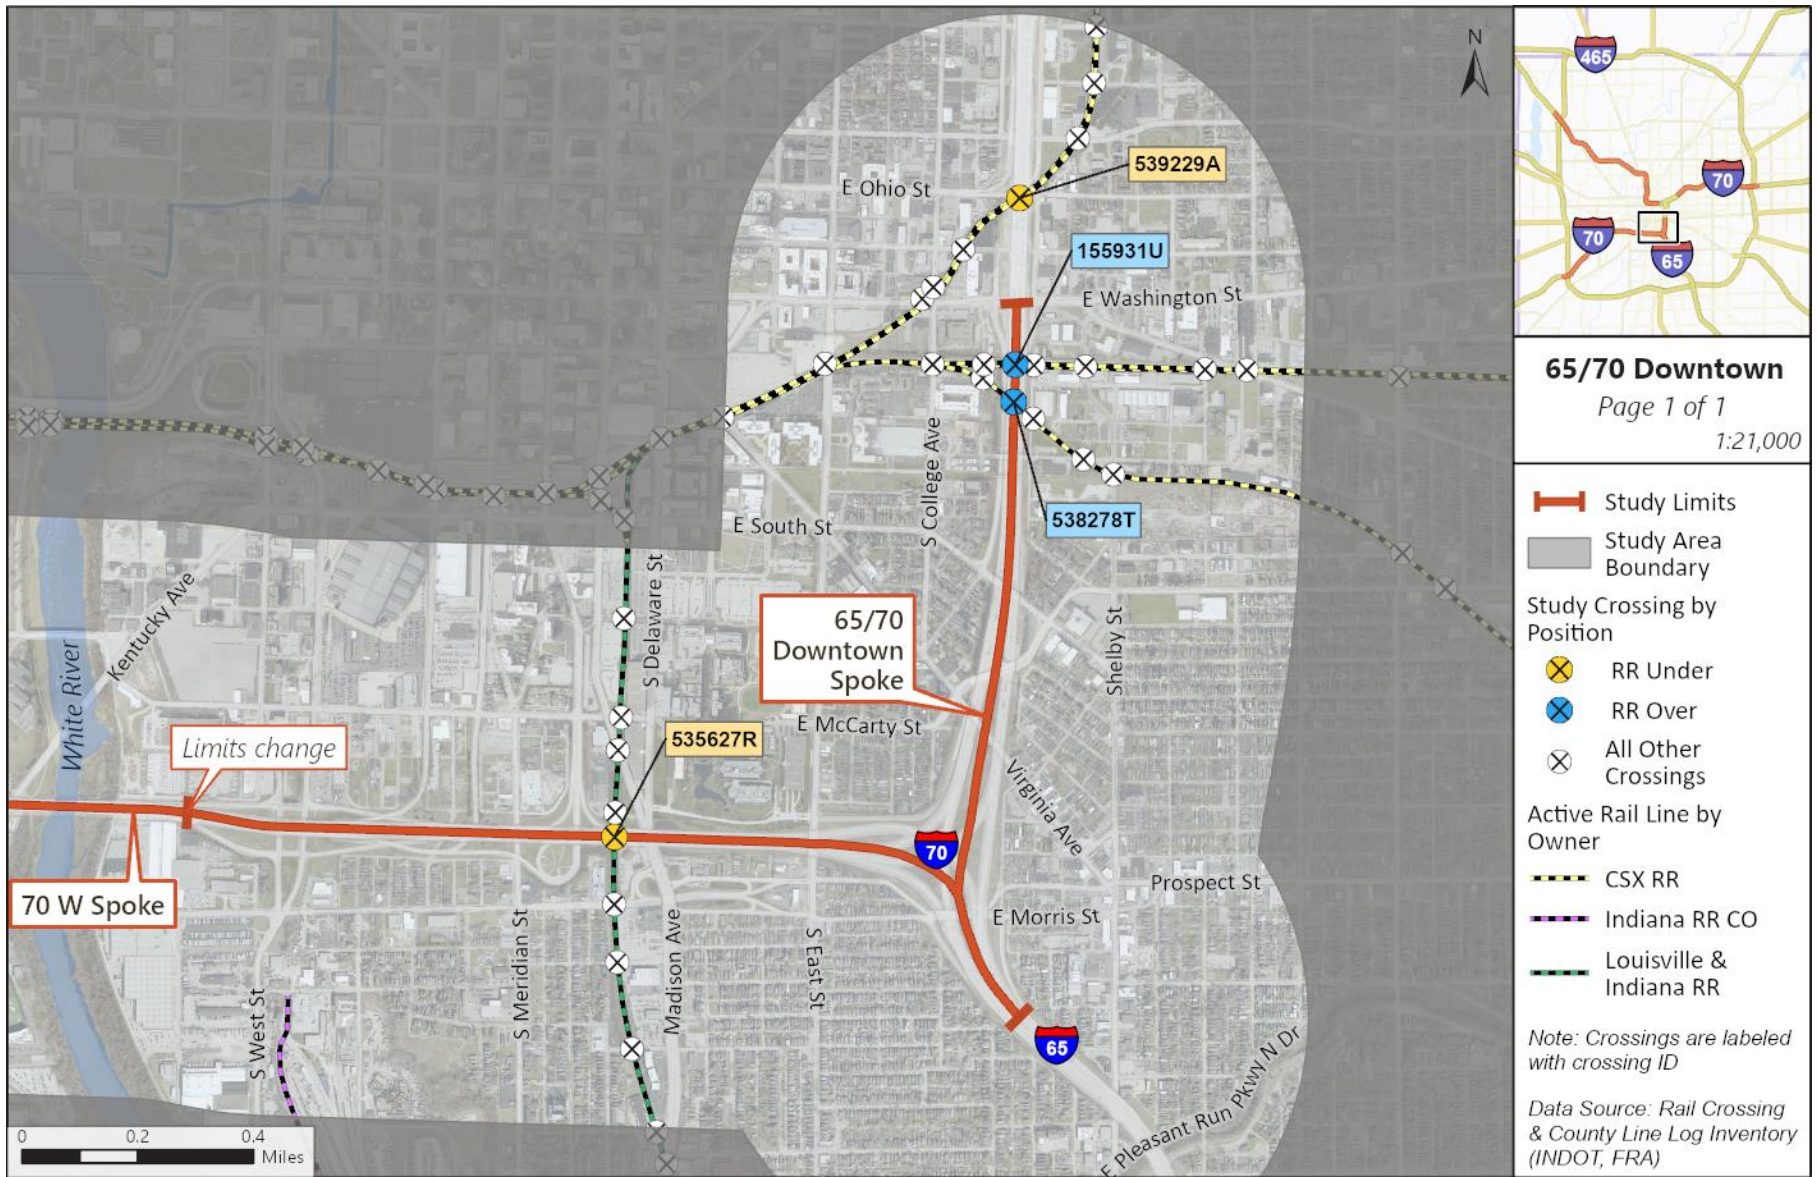 N
539229A
E Ohio St
155931U
E Washington St
S College Ave
538278T
E South St
Kentucky Ave
S Delaware St
65/70
Downtown
Spoke
Shelby St
White River
E McCarty St
535627R
Limits change
Virginia Ave
70
70 W Spoke
Prospect St
E Morris St
S Meridian St
Madison Ave
S East St
S West St
65
E Pleasant Run Pkwy N Dr
0 0.2 0.4
Miles
465
70
70
65
65/70 Downtown
Page 1 of 1
1:21,000
Study Limits
Study Area
Boundary
Study Crossing by
Position
RR Under
RR Over
All Other
Crossings
Active Rail Line by
Owner
CSX RR
Indiana RR CO
Louisville &
Indiana RR
Note: Crossings are labeled
with crossing ID
Data Source: Rail Crossing
& County Line Log Inventory
(INDOT, FRA)